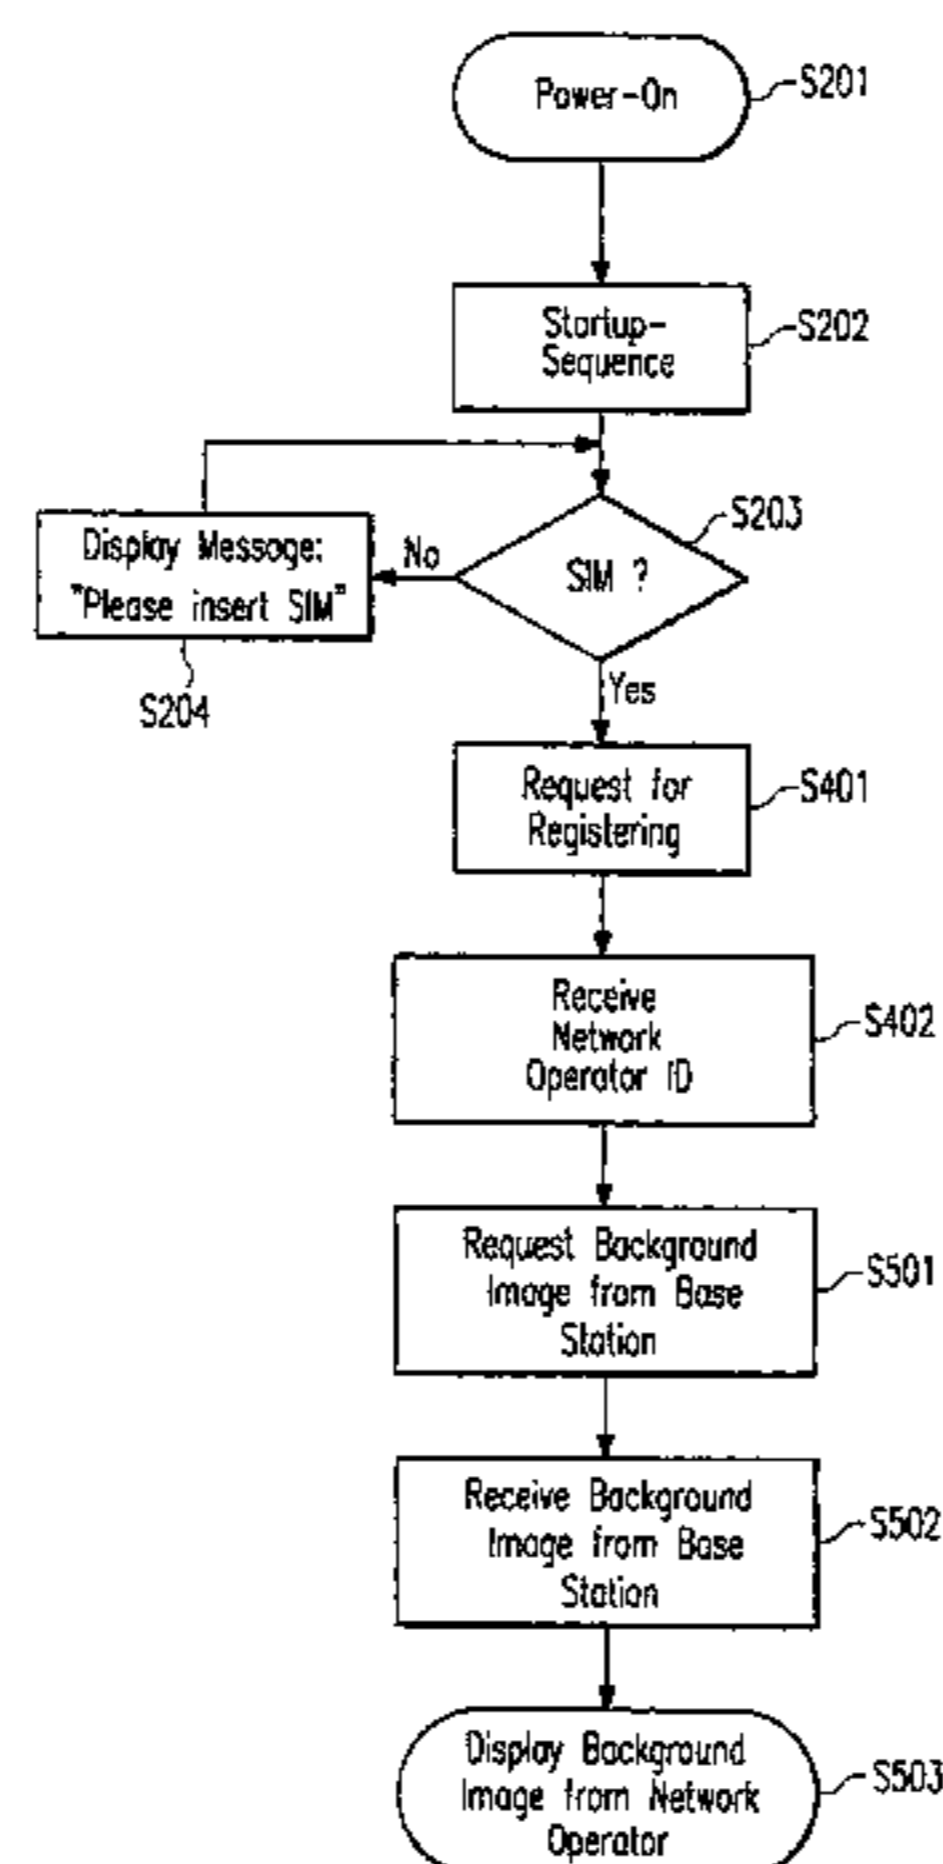 Power-On
S201
Startup-
Sequence
S202
SIM ?
S203
No
Display Message:
"Please insert SIM"
S204
Yes
Request for
Registering
S401
Receive
Network
Operator ID
S402
Request Background
Image from Base
Station
S501
Receive Background
Image from Base
Station
S502
Display Background
Image from Network
Operator
S503